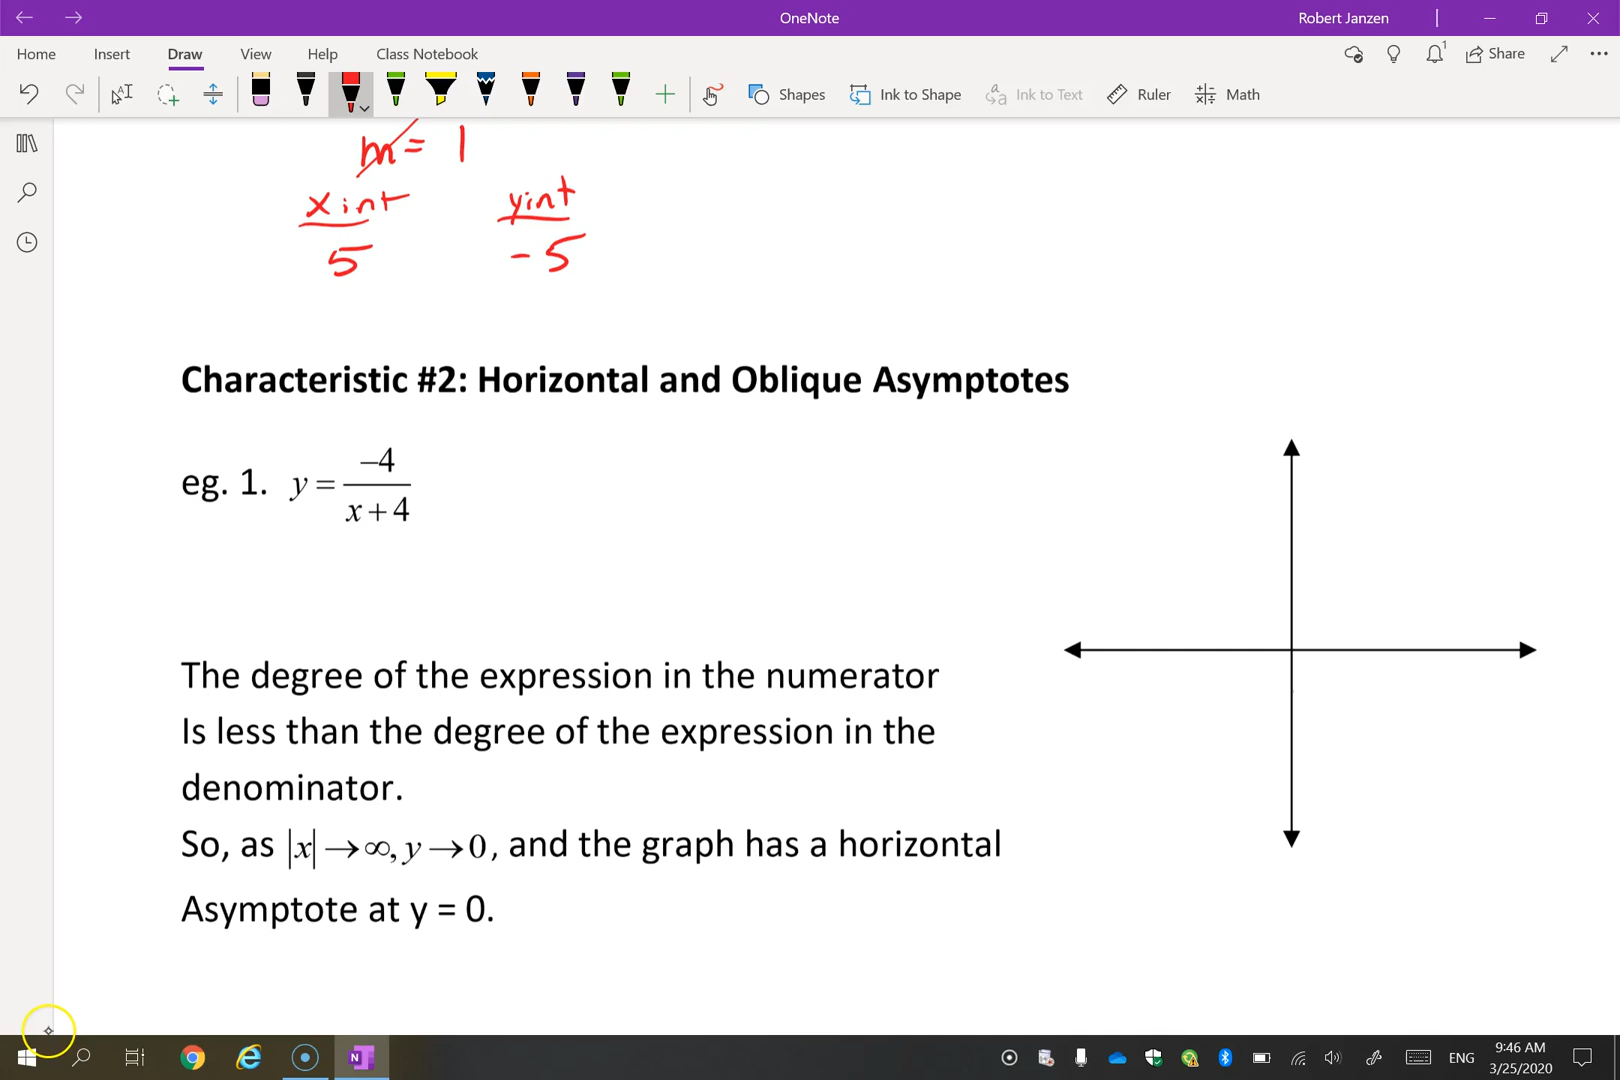 OneNote
Robert Janzen
Home Insert Draw View Help Class Notebook
1 Share
Shapes Ink to Shape Ink to Text Ruler Math
m = 1
x int y int
5 -5
Characteristic #2: Horizontal and Oblique Asymptotes
eg. 1. y = −4/(x + 4)
The degree of the expression in the numerator
Is less than the degree of the expression in the
denominator.
So, as |x| → ∞, y → 0, and the graph has a horizontal
Asymptote at y = 0.
ENG 9:46 AM
3/25/2020